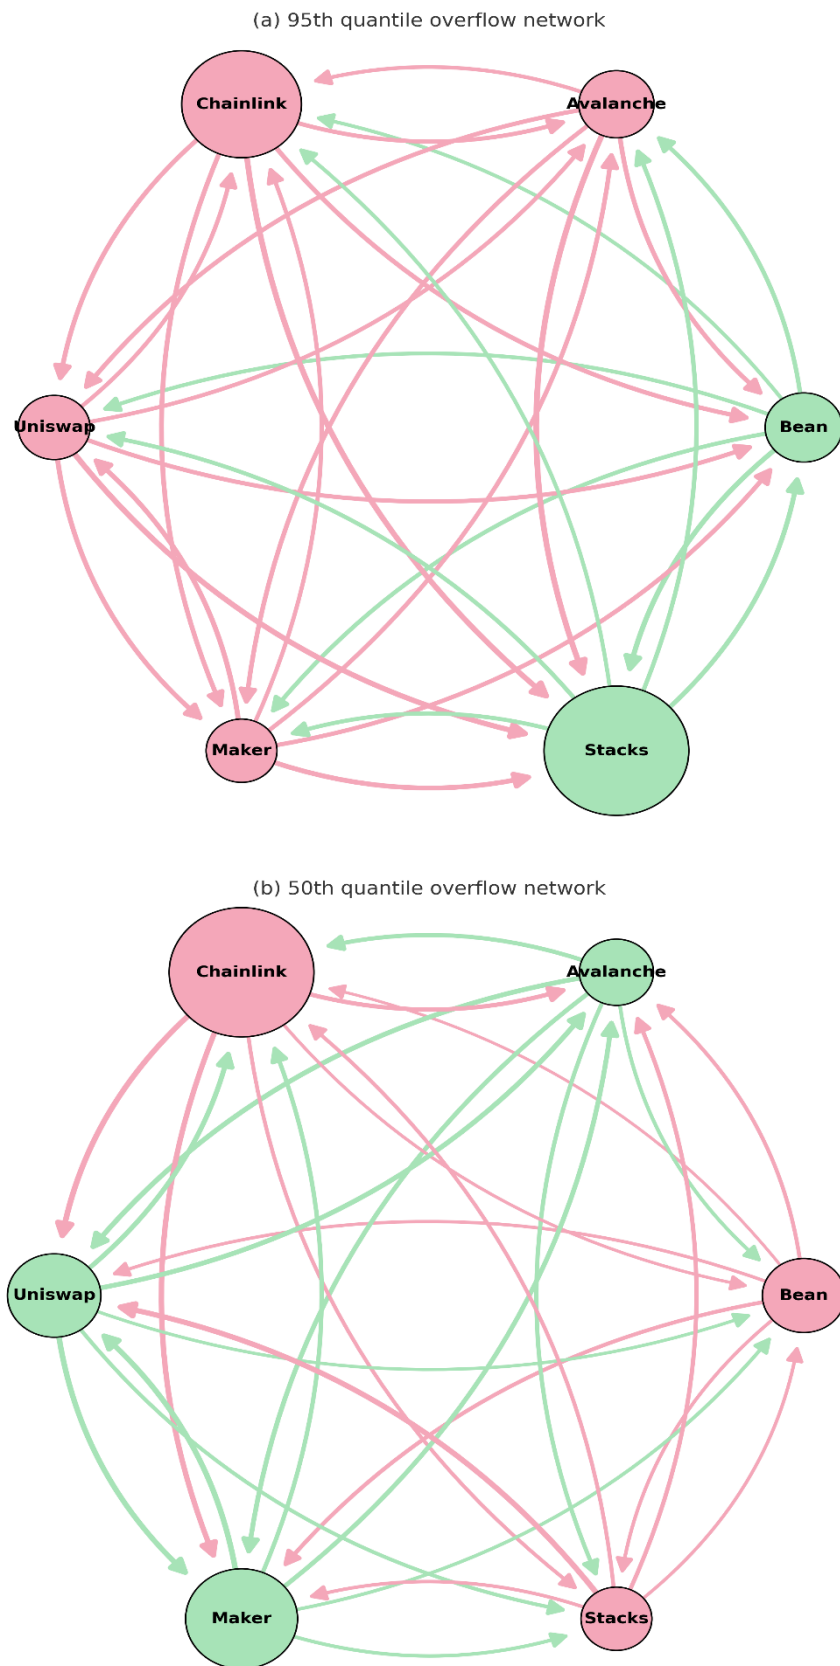 (a) 95th quantile overflow network
Chainlink
Avalanche
Uniswap
Bean
Maker
Stacks
(b) 50th quantile overflow network
Chainlink
Avalanche
Uniswap
Bean
Maker
Stacks